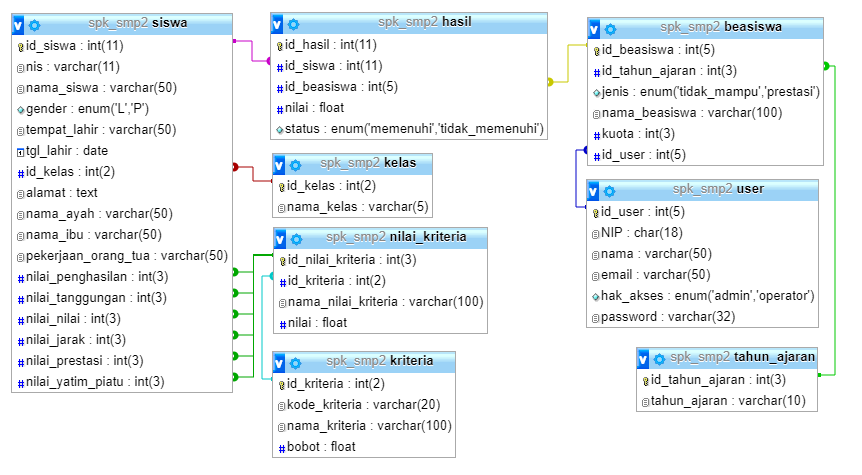 spk_smp2 siswa
id_siswa : int(11)
nis : varchar(11)
nama_siswa : varchar(50)
gender : enum('L','P')
tempat_lahir : varchar(50)
tgl_lahir : date
id_kelas : int(2)
alamat : text
nama_ayah : varchar(50)
nama_ibu : varchar(50)
pekerjaan_orang_tua : varchar(50)
nilai_penghasilan : int(3)
nilai_tanggungan : int(3)
nilai_nilai : int(3)
nilai_jarak : int(3)
nilai_prestasi : int(3)
nilai_yatim_piatu : int(3)
spk_smp2 hasil
id_hasil : int(11)
id_siswa : int(11)
id_beasiswa : int(5)
nilai : float
status : enum('memenuhi','tidak_memenuhi')
spk_smp2 kelas
id_kelas : int(2)
nama_kelas : varchar(5)
spk_smp2 nilai_kriteria
id_nilai_kriteria : int(3)
id_kriteria : int(2)
nama_nilai_kriteria : varchar(100)
nilai : float
spk_smp2 kriteria
id_kriteria : int(2)
kode_kriteria : varchar(20)
nama_kriteria : varchar(100)
bobot : float
spk_smp2 beasiswa
id_beasiswa : int(5)
id_tahun_ajaran : int(3)
jenis : enum('tidak_mampu','prestasi')
nama_beasiswa : varchar(100)
kuota : int(3)
id_user : int(5)
spk_smp2 user
id_user : int(5)
NIP : char(18)
nama : varchar(50)
email : varchar(50)
hak_akses : enum('admin','operator')
password : varchar(32)
spk_smp2 tahun_ajaran
id_tahun_ajaran : int(3)
tahun_ajaran : varchar(10)